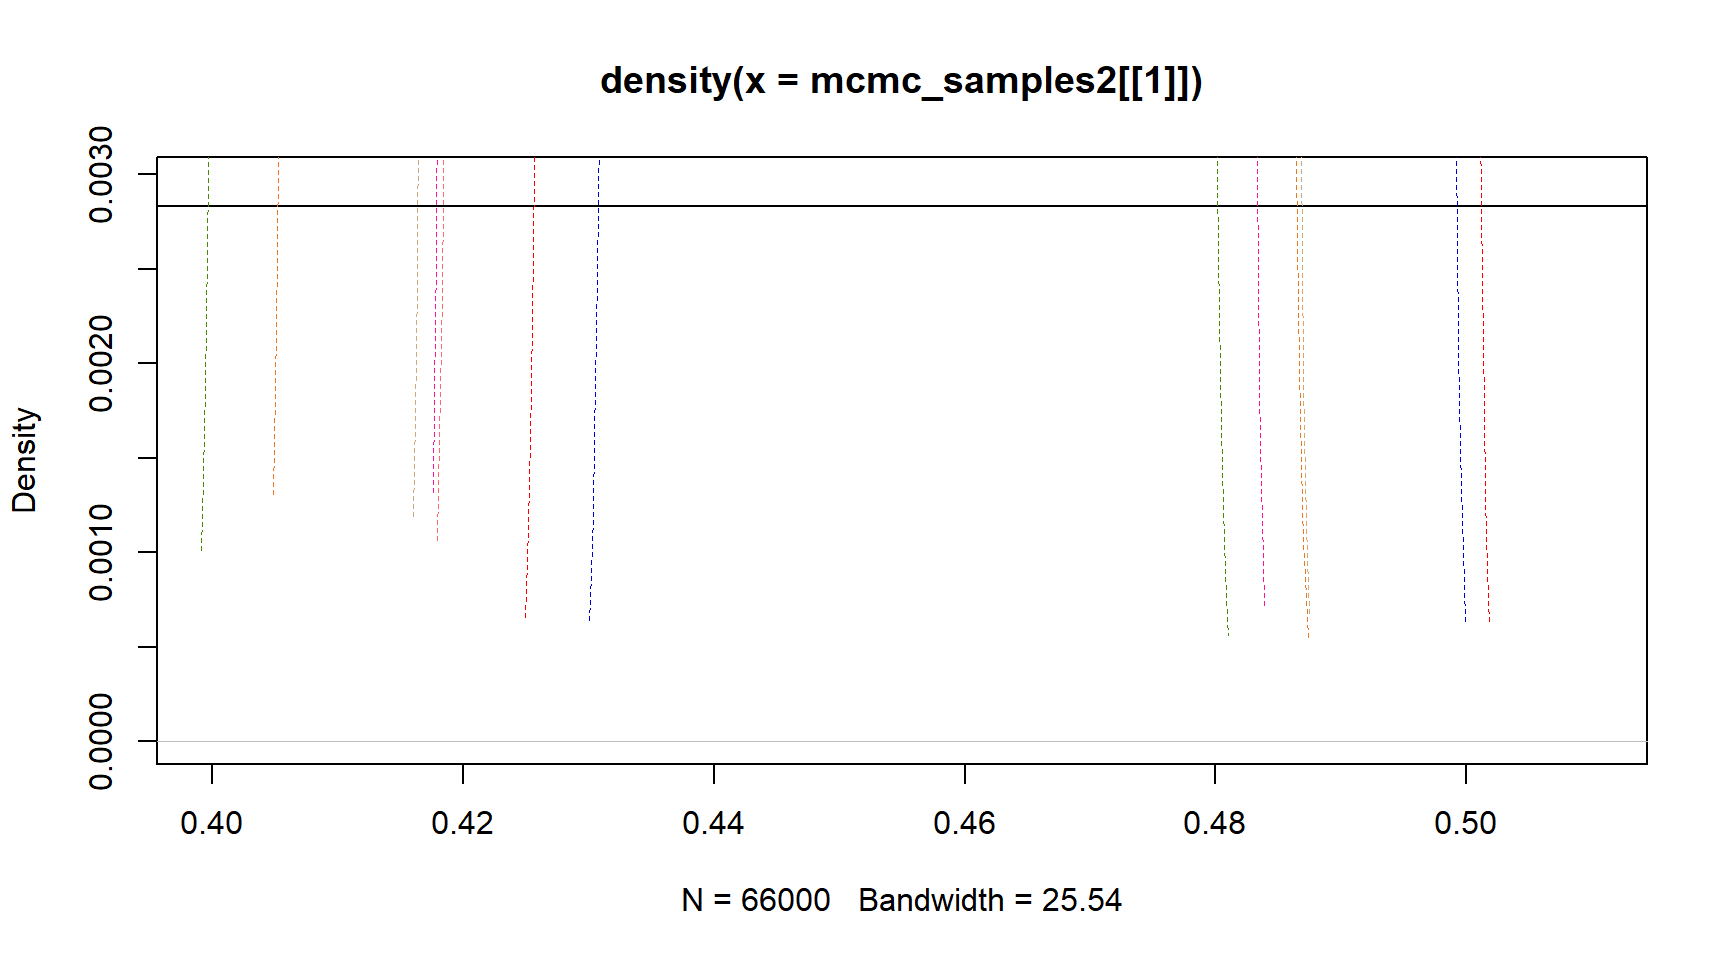 density(x = mcmc_samples2[[1]])
Density
0.0030
0.0020
0.0010
0.0000
0.40 0.42 0.44 0.46 0.48 0.50
N = 66000 Bandwidth = 25.54